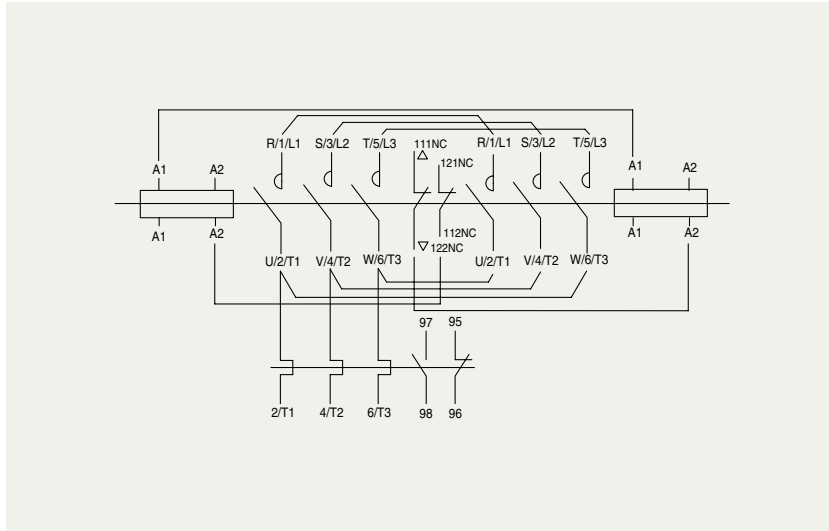 R/1/L1 S/3/L2 T/5/L3 111NC R/1/L1 S/3/L2 T/5/L3
A1 A2 121NC A1 A2
A1 A2 112NC A1 A2
122NC
U/2/T1 V/4/T2 W/6/T3 U/2/T1 V/4/T2 W/6/T3
97 95
2/T1 4/T2 6/T3 98 96